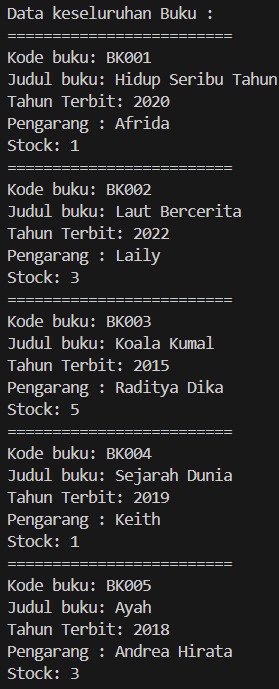 Data keseluruhan Buku :
=========================
Kode buku: BK001
Judul buku: Hidup Seribu Tahun
Tahun Terbit: 2020
Pengarang : Afrida
Stock: 1
=========================
Kode buku: BK002
Judul buku: Laut Bercerita
Tahun Terbit: 2022
Pengarang : Laily
Stock: 3
=========================
Kode buku: BK003
Judul buku: Koala Kumal
Tahun Terbit: 2015
Pengarang : Raditya Dika
Stock: 5
=========================
Kode buku: BK004
Judul buku: Sejarah Dunia
Tahun Terbit: 2019
Pengarang : Keith
Stock: 1
=========================
Kode buku: BK005
Judul buku: Ayah
Tahun Terbit: 2018
Pengarang : Andrea Hirata
Stock: 3